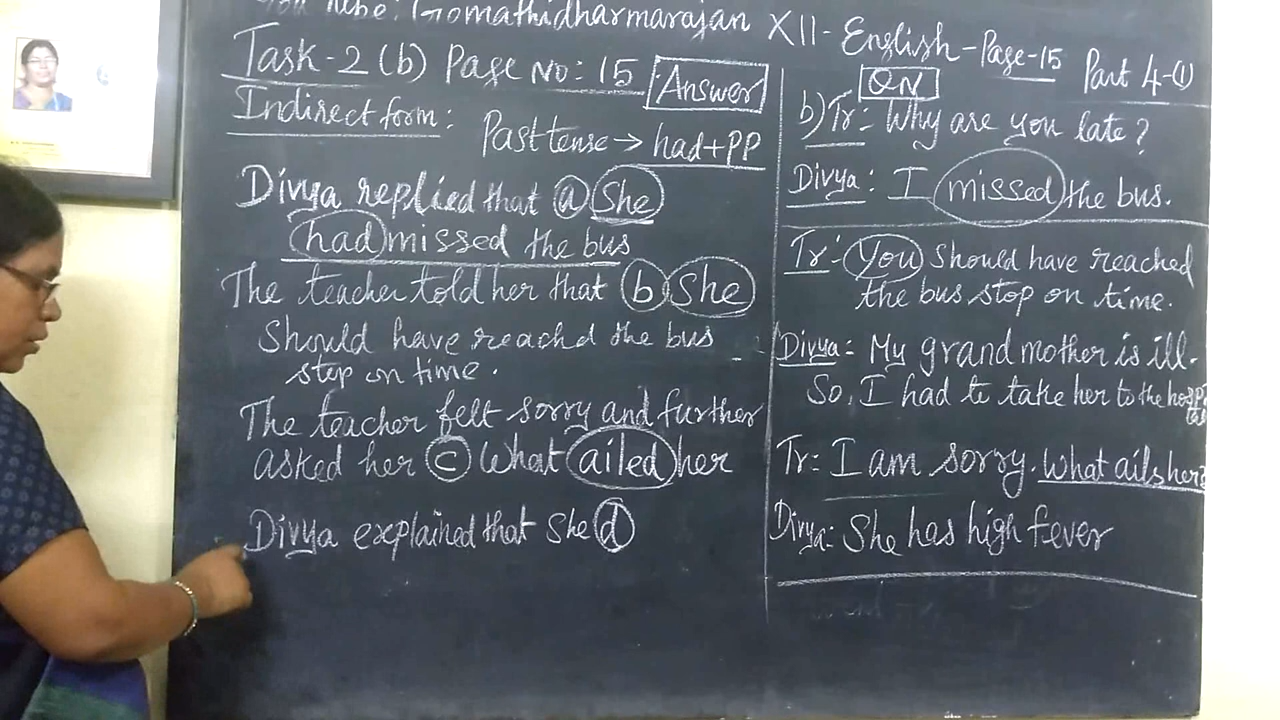 You tube: Gomathidharmarajan XII- English - Page-15 Part 4-(1)
Task-2 (b) Page No: 15 Answer
Indirect form:
Past tense → had+PP
Divya replied that (a) She
had missed the bus
The teacher told her that (b) She
Should have reachd the bus
stop on time.
The teacher felt sorry and further
asked her (c) What ailed her
Divya explained that She (d)
QN
b) Tr: Why are you late?
Divya: I missed the bus.
Tr: You Should have reached
the bus stop on time.
Divya: My grandmother is ill.
So, I had to take her to the hosp
Tr: I am sorry. What ails her?
Divya: She has high fever